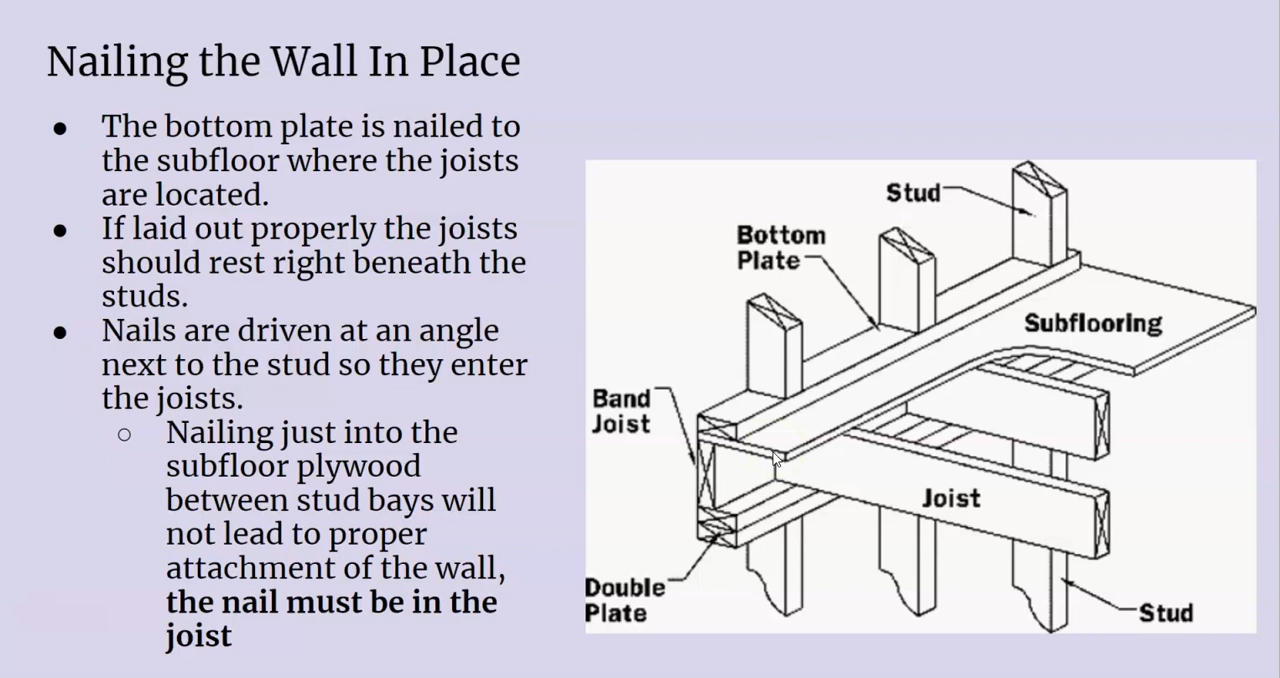 Nailing the Wall In Place
● The bottom plate is nailed to
the subfloor where the joists
are located.
● If laid out properly the joists
should rest right beneath the
studs.
● Nails are driven at an angle
next to the stud so they enter
the joists.
○ Nailing just into the
subfloor plywood
between stud bays will
not lead to proper
attachment of the wall,
the nail must be in the
joist
Stud
Bottom
Plate
Subflooring
Band
Joist
Joist
Double
Plate
Stud